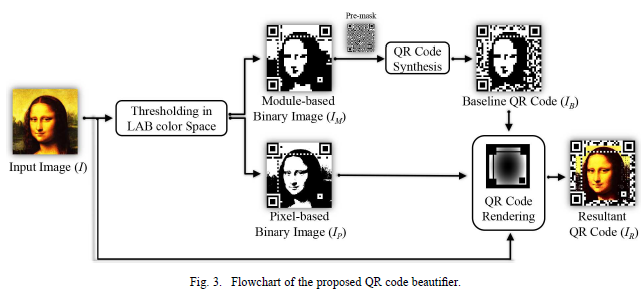 Pre-mask
QR Code
Synthesis
Thresholding in
LAB color Space
Module-based
Binary Image (I_M)
Baseline QR Code (I_B)
Input Image (I)
Pixel-based
Binary Image (I_P)
QR Code
Rendering
Resultant
QR Code (I_R)
Fig. 3. Flowchart of the proposed QR code beautifier.